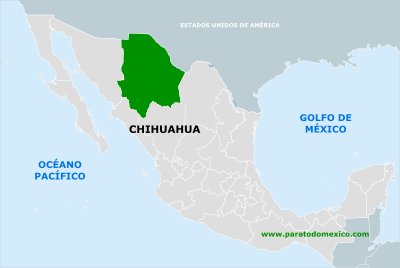 ESTADOS UNIDOS DE AMÉRICA
GOLFO DE
MÉXICO
CHIHUAHUA
OCÉANO
PACÍFICO
www.paratodomexico.com